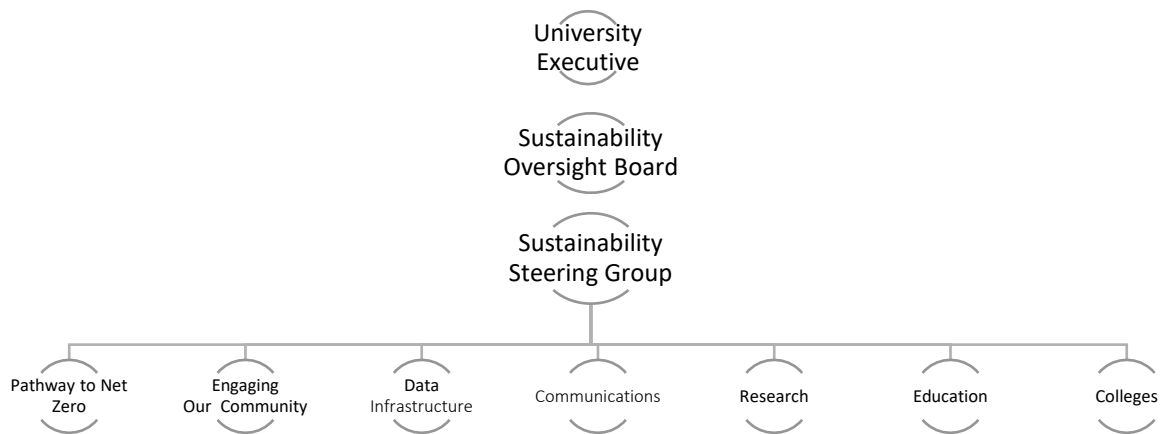 University
Executive
Sustainability
Oversight Board
Sustainability
Steering Group
Pathway to Net
Zero
Engaging
Our Community
Data
Infrastructure
Communications
Research
Education
Colleges